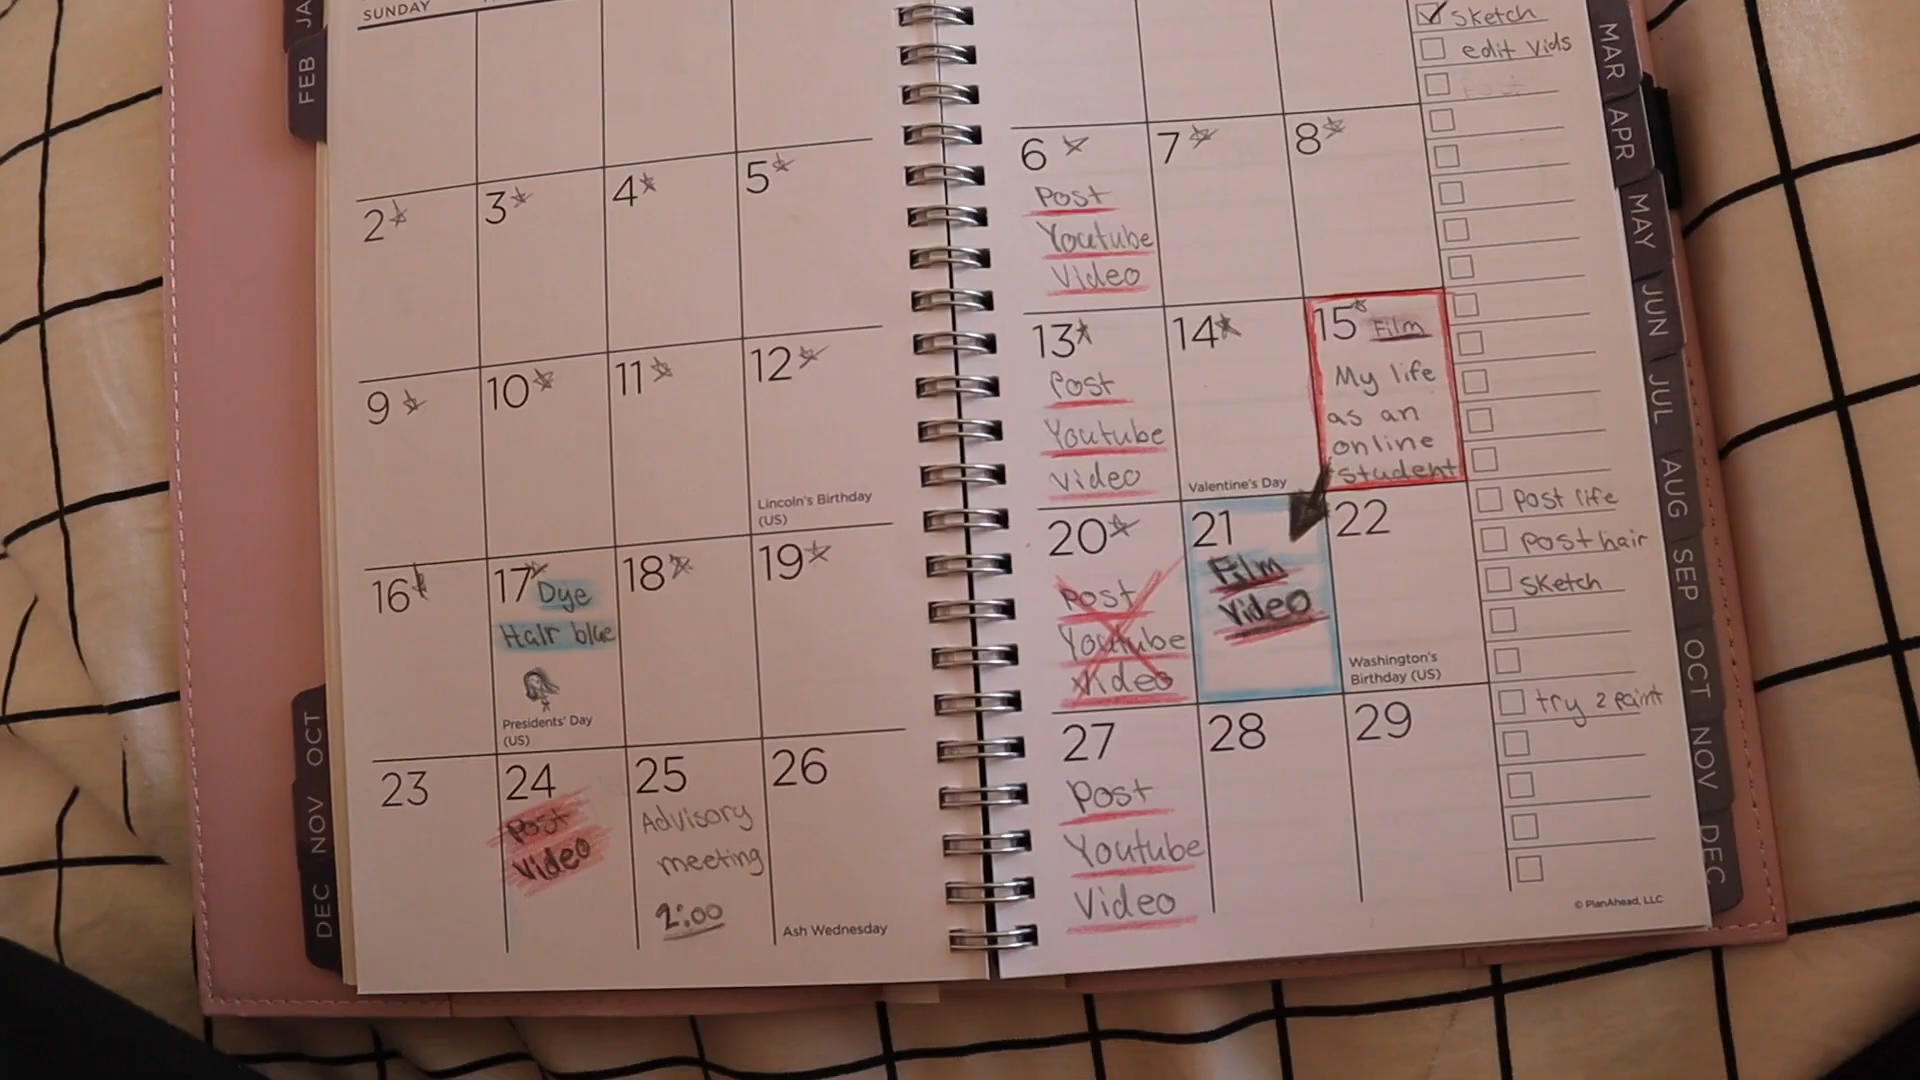 SUNDAY
FEB
2
3
4
5
9
10
11
12
Lincoln's Birthday
(US)
16
17 Dye
Hair blue
Presidents' Day
(US)
18
19
23
24
Post
Video
25
Advisory
meeting
2:00
26
Ash Wednesday
OCT
NOV
DEC
6
Post
Youtube
Video
7
8
13
Post
Youtube
Video
14
Valentine's Day
15 Film
My life
as an
online
student
20
Post
Youtube
Video
21
Film
Video
22
Washington's
Birthday (US)
27
Post
Youtube
Video
28
29
Sketch
edit vids
post life
post hair
Sketch
try 2 paint
© PlanAhead, LLC
MAR
APR
MAY
JUN
JUL
AUG
SEP
OCT
NOV
DEC